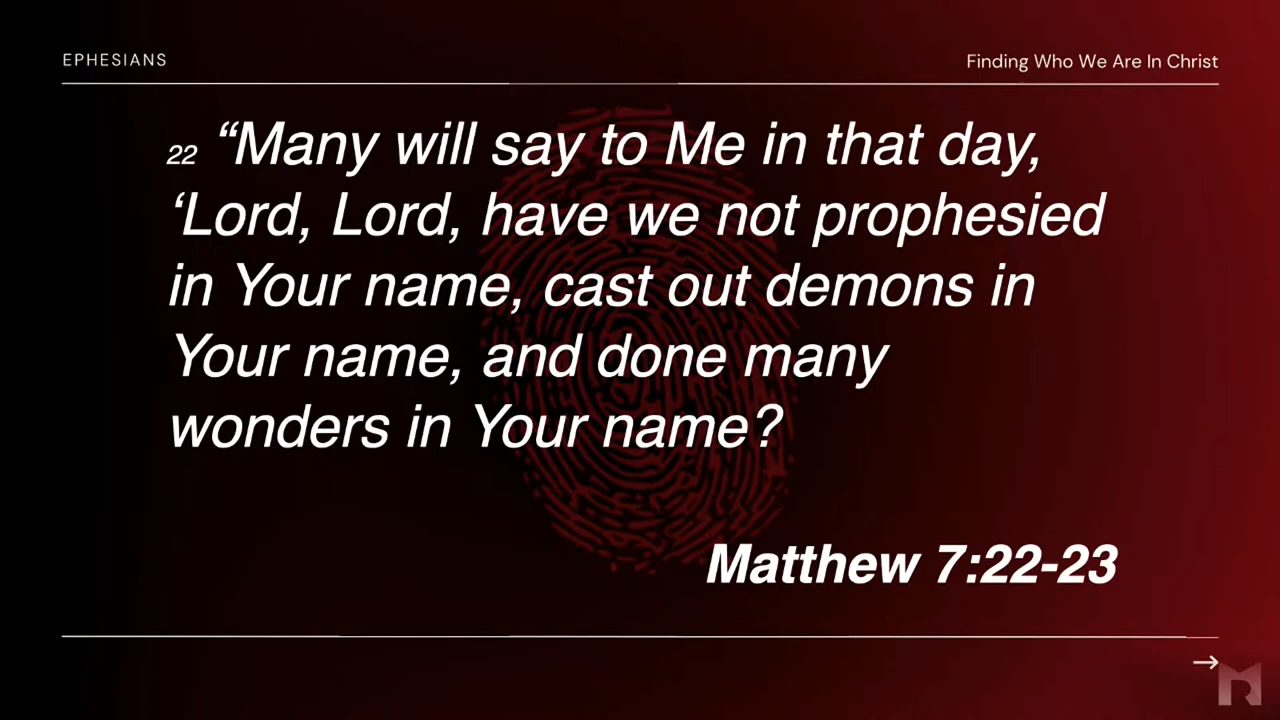 EPHESIANS
Finding Who We Are In Christ
22 “Many will say to Me in that day,
‘Lord, Lord, have we not prophesied
in Your name, cast out demons in
Your name, and done many
wonders in Your name?
Matthew 7:22-23
→